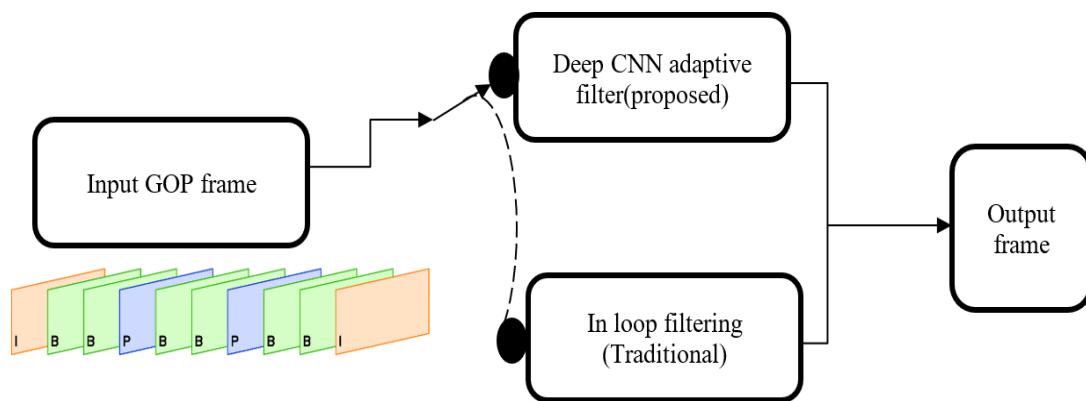 Deep CNN adaptive
filter(proposed)
Input GOP frame
Output
frame
I B B P B B P B B I
In loop filtering
(Traditional)